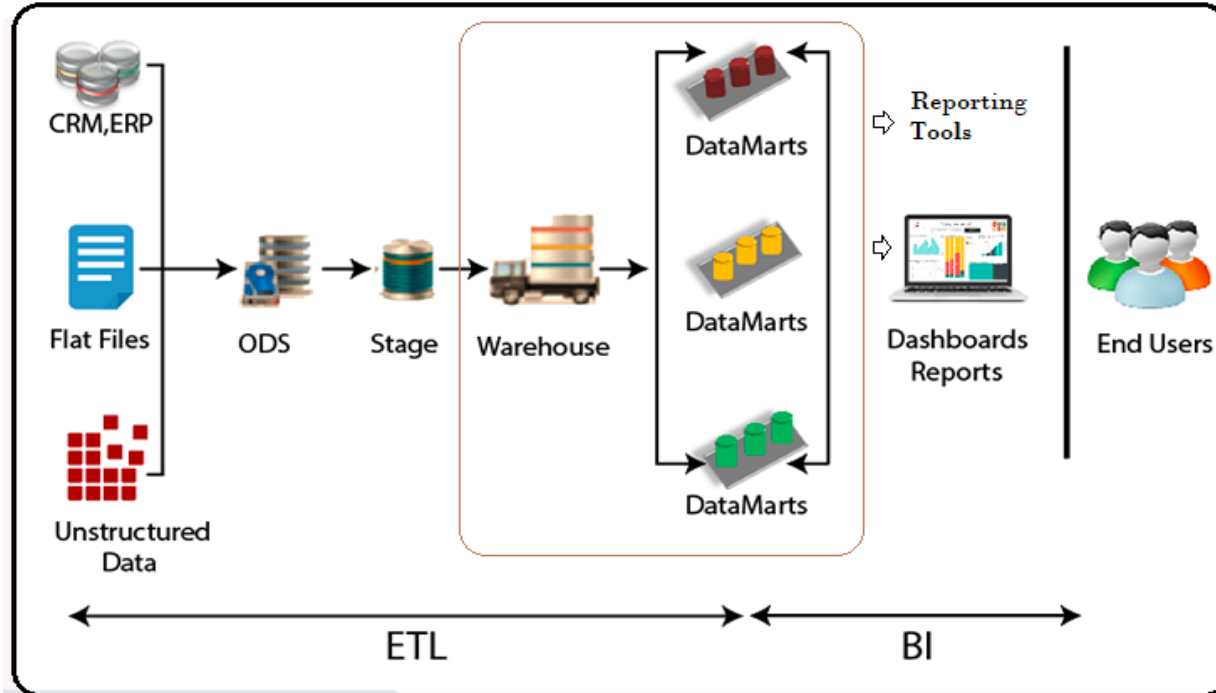 CRM,ERP
Flat Files
Unstructured
Data
ODS
Stage
Warehouse
DataMarts
DataMarts
DataMarts
Reporting
Tools
Dashboards
Reports
End Users
ETL
BI